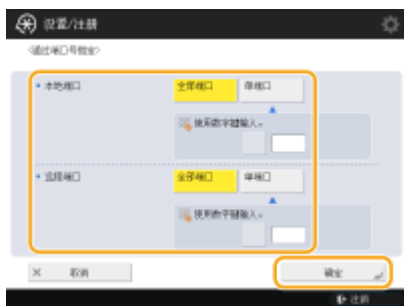 设置/注册
<通过端口号指定>
• 本地端口
全部端口
单端口
使用数字键输入。
• 远程端口
全部端口
单端口
使用数字键输入。
× 取消
确定
注销